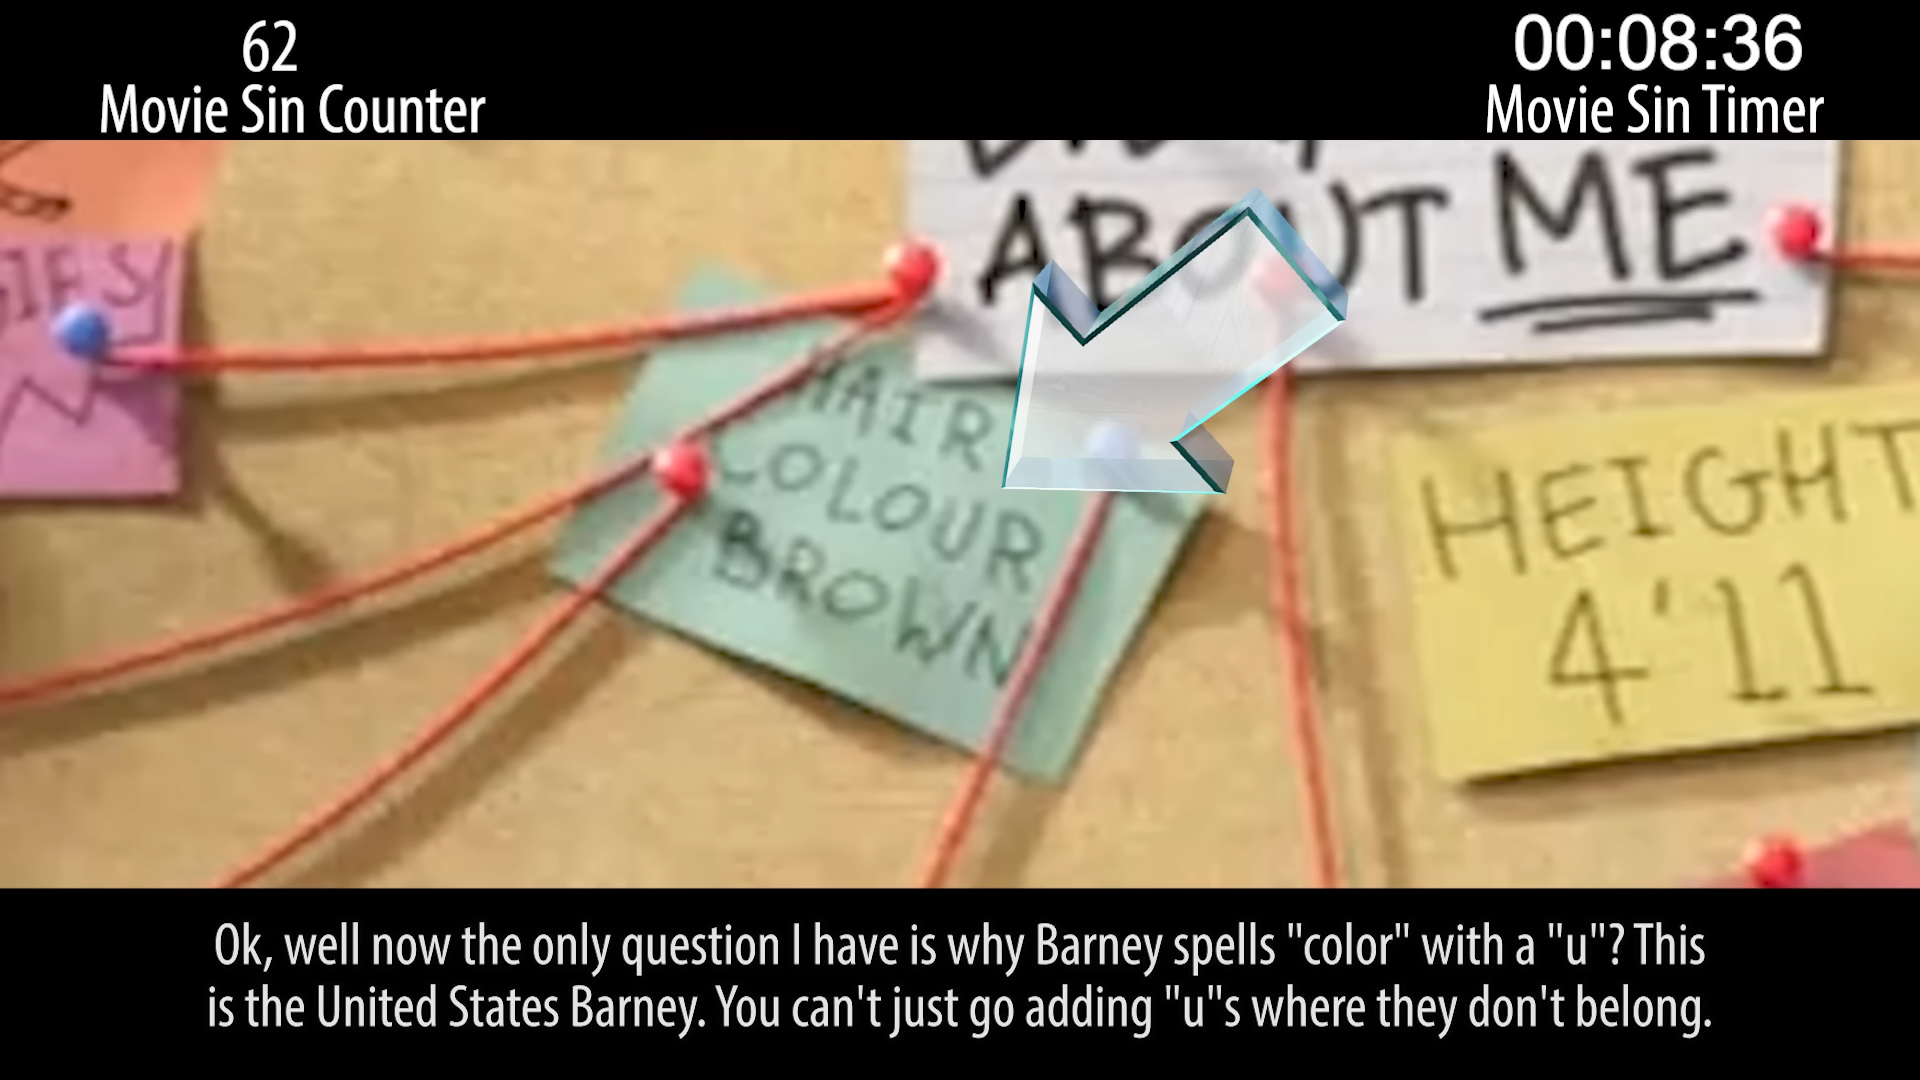 62
Movie Sin Counter
00:08:36
Movie Sin Timer
ABOUT ME
HAIR
COLOUR
BROWN
HEIGHT
4'11
Ok, well now the only question I have is why Barney spells "color" with a "u"? This
is the United States Barney. You can't just go adding "u"s where they don't belong.